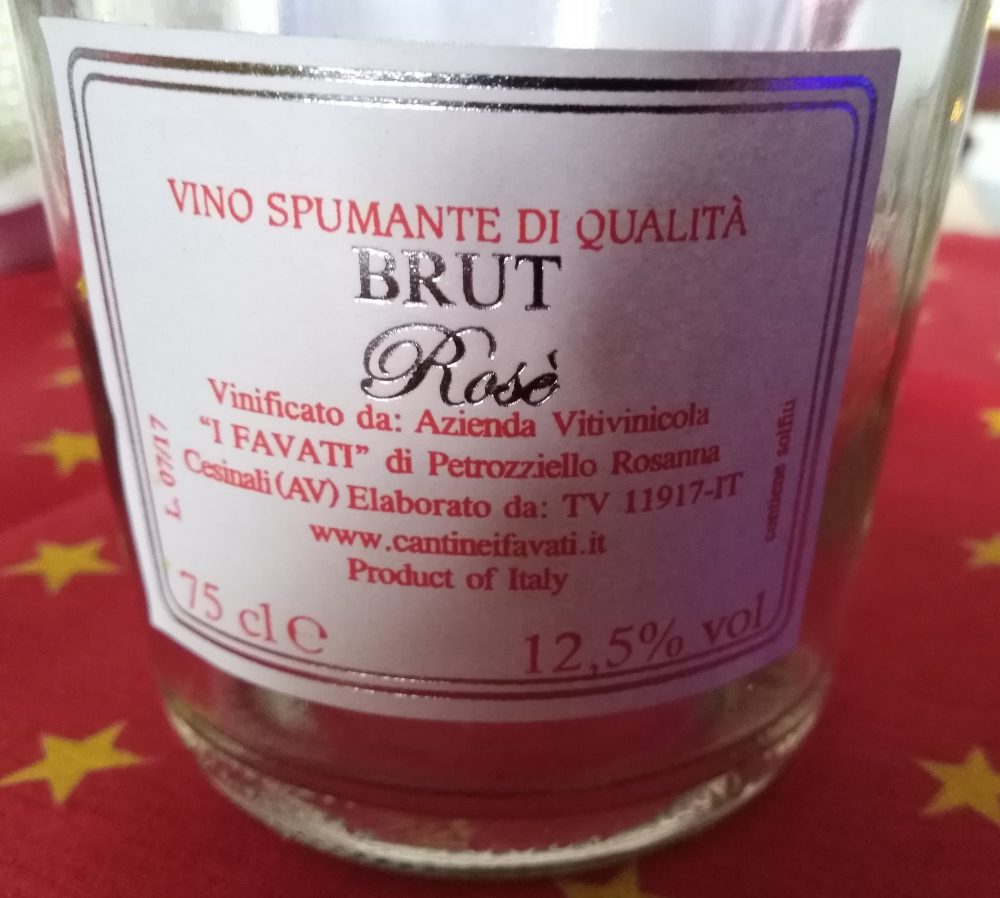 VINO SPUMANTE DI QUALITÀ
BRUT
Rosè
Vinificato da: Azienda Vitivinicola
"I FAVATI" di Petrozziello Rosanna
Cesinali (AV) Elaborato da: TV 11917-IT
www.cantineifavati.it
Product of Italy
75 cl e
12,5% vol
L. 07/17
contiene solfiti